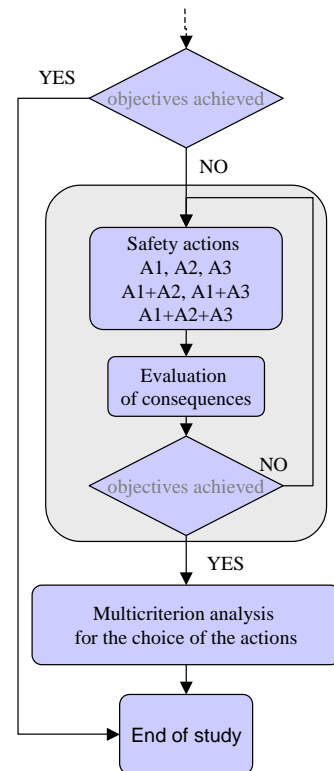 YES
objectives achieved
NO
Safety actions
A1, A2, A3
A1+A2, A1+A3
A1+A2+A3
Evaluation
of consequences
NO
objectives achieved
YES
Multicriterion analysis
for the choice of the actions
End of study